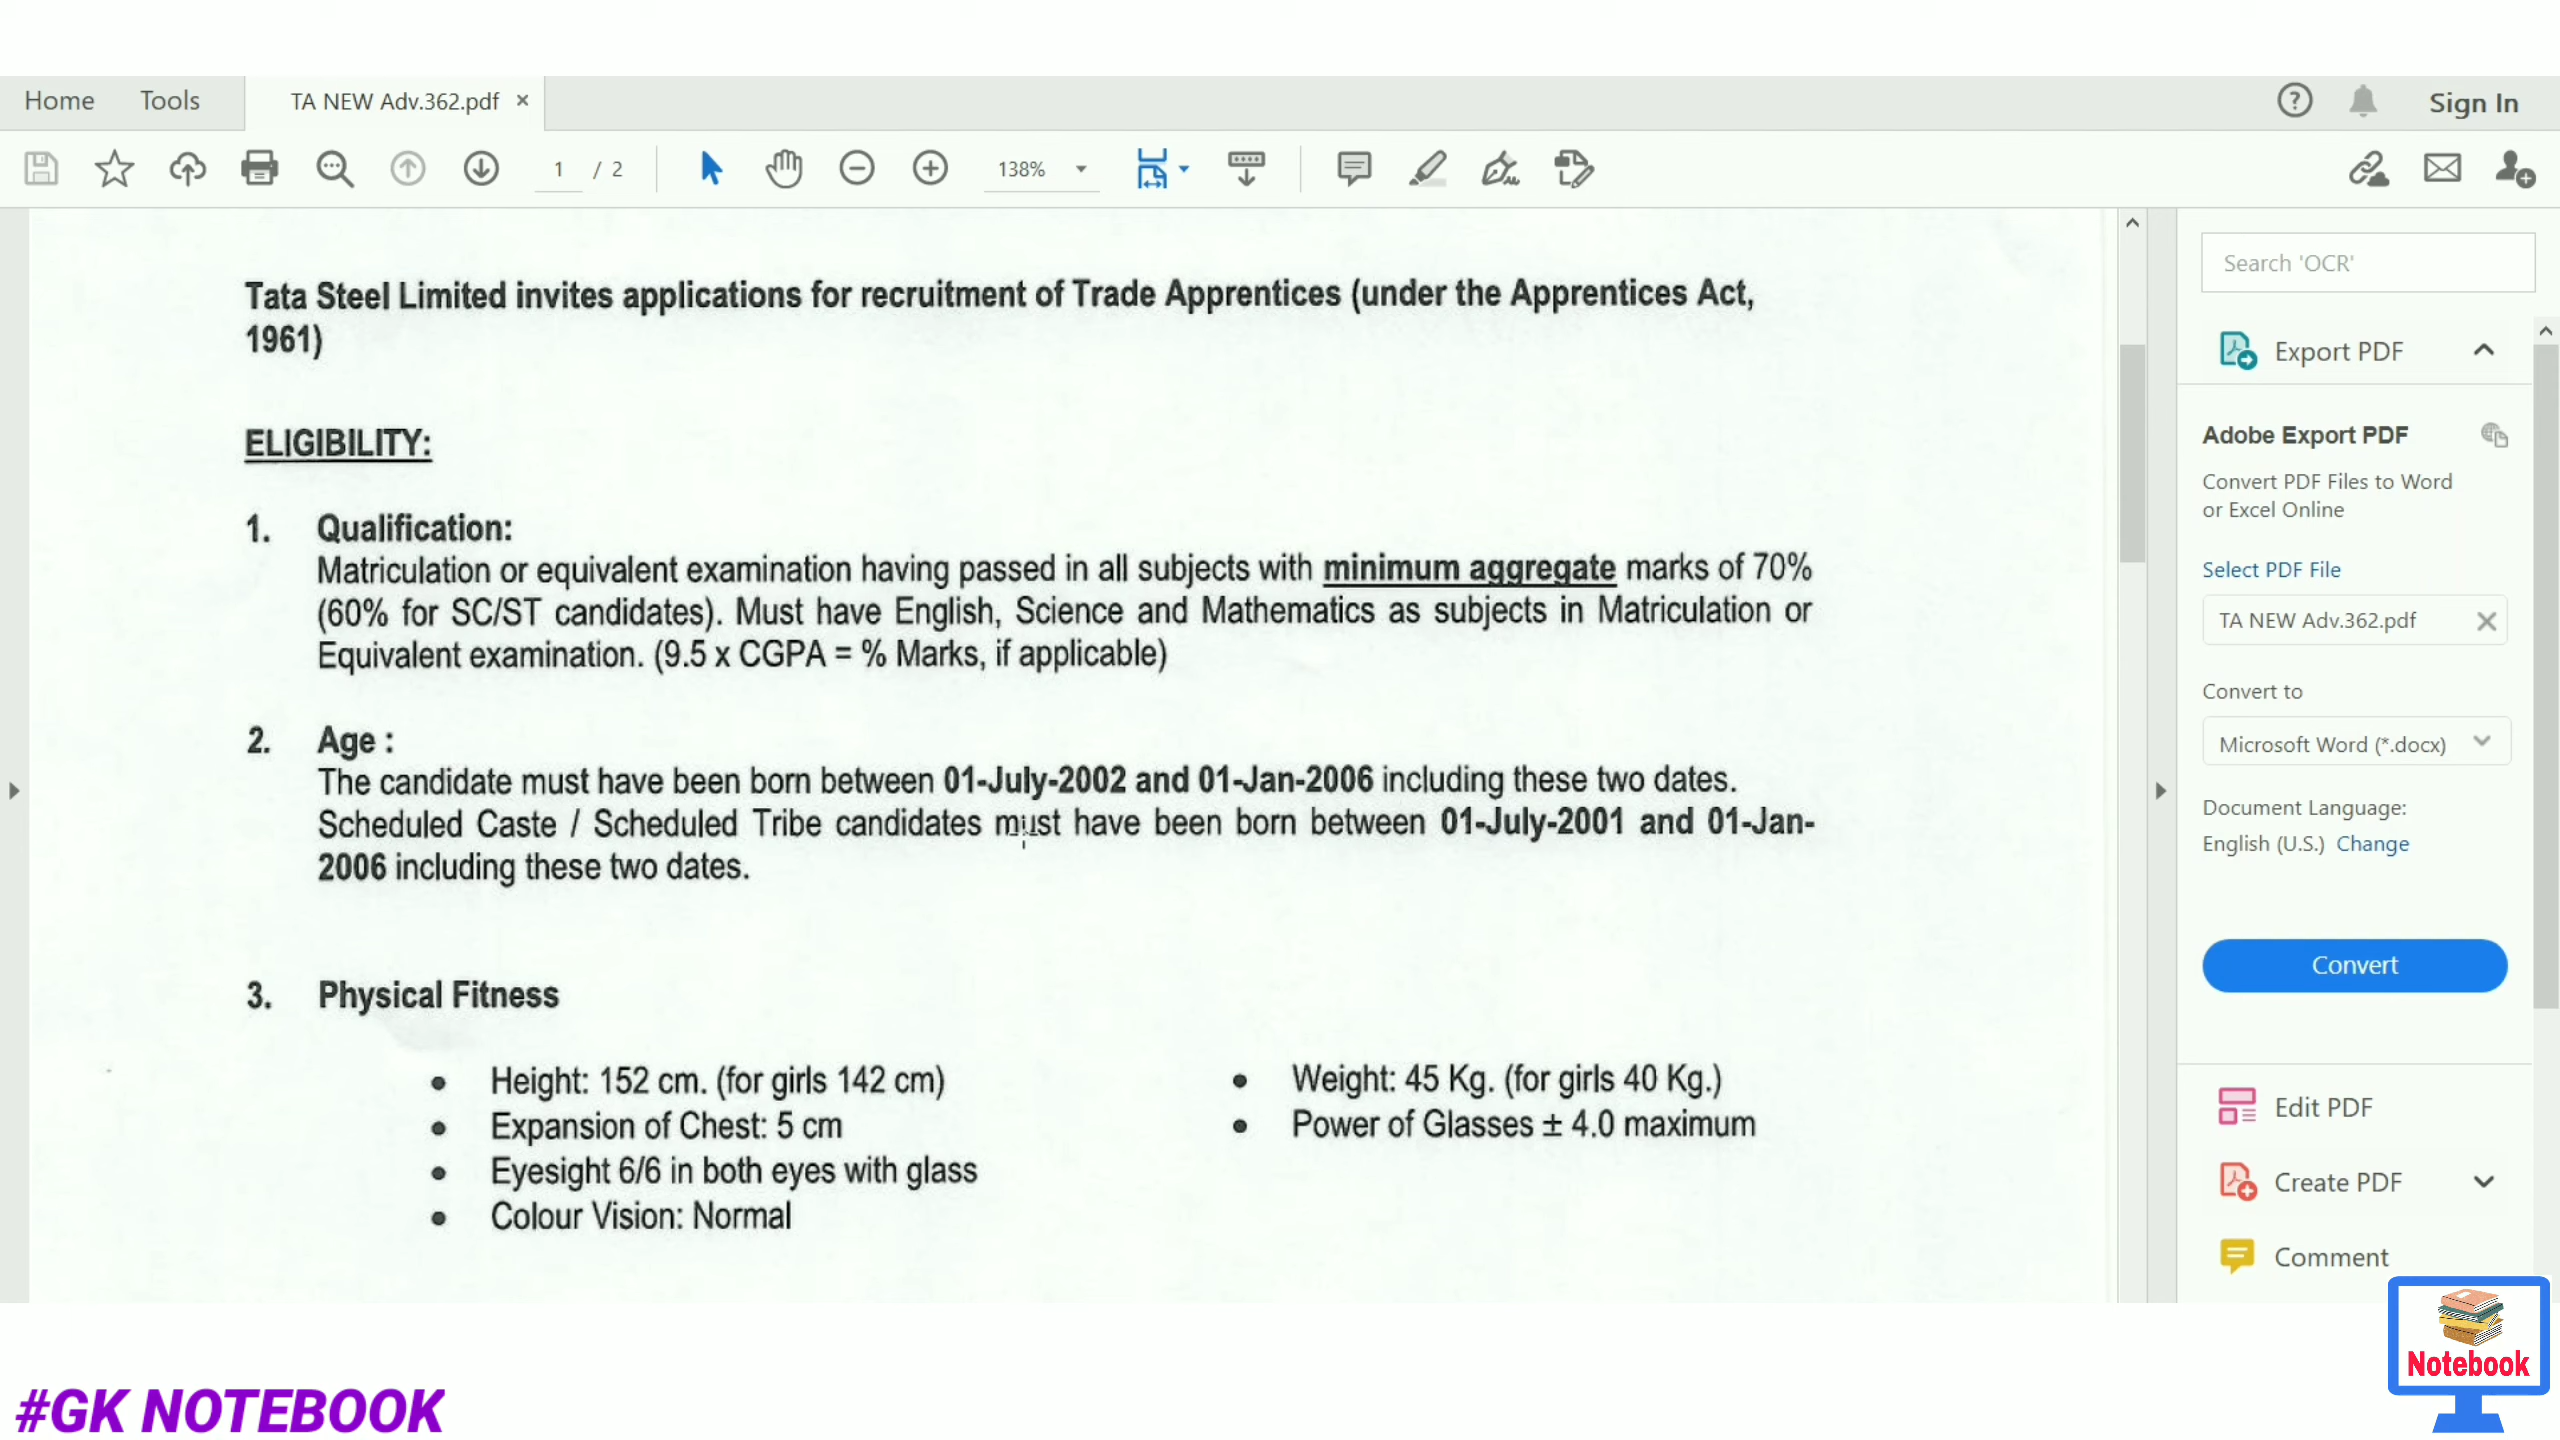 Home Tools TA NEW Adv.362.pdf × Sign In
1 / 2 138%
Tata Steel Limited invites applications for recruitment of Trade Apprentices (under the Apprentices Act,
1961)
ELIGIBILITY:
1. Qualification:
Matriculation or equivalent examination having passed in all subjects with minimum aggregate marks of 70%
(60% for SC/ST candidates). Must have English, Science and Mathematics as subjects in Matriculation or
Equivalent examination. (9.5 x CGPA = % Marks, if applicable)
2. Age :
The candidate must have been born between 01-July-2002 and 01-Jan-2006 including these two dates.
Scheduled Caste / Scheduled Tribe candidates must have been born between 01-July-2001 and 01-Jan-
2006 including these two dates.
3. Physical Fitness
• Height: 152 cm. (for girls 142 cm)
• Expansion of Chest: 5 cm
• Eyesight 6/6 in both eyes with glass
• Colour Vision: Normal
• Weight: 45 Kg. (for girls 40 Kg.)
• Power of Glasses ± 4.0 maximum
Search 'OCR'
Export PDF
Adobe Export PDF
Convert PDF Files to Word
or Excel Online
Select PDF File
TA NEW Adv.362.pdf
Convert to
Microsoft Word (*.docx)
Document Language:
English (U.S.) Change
Convert
Edit PDF
Create PDF
Comment
Notebook
#GK NOTEBOOK